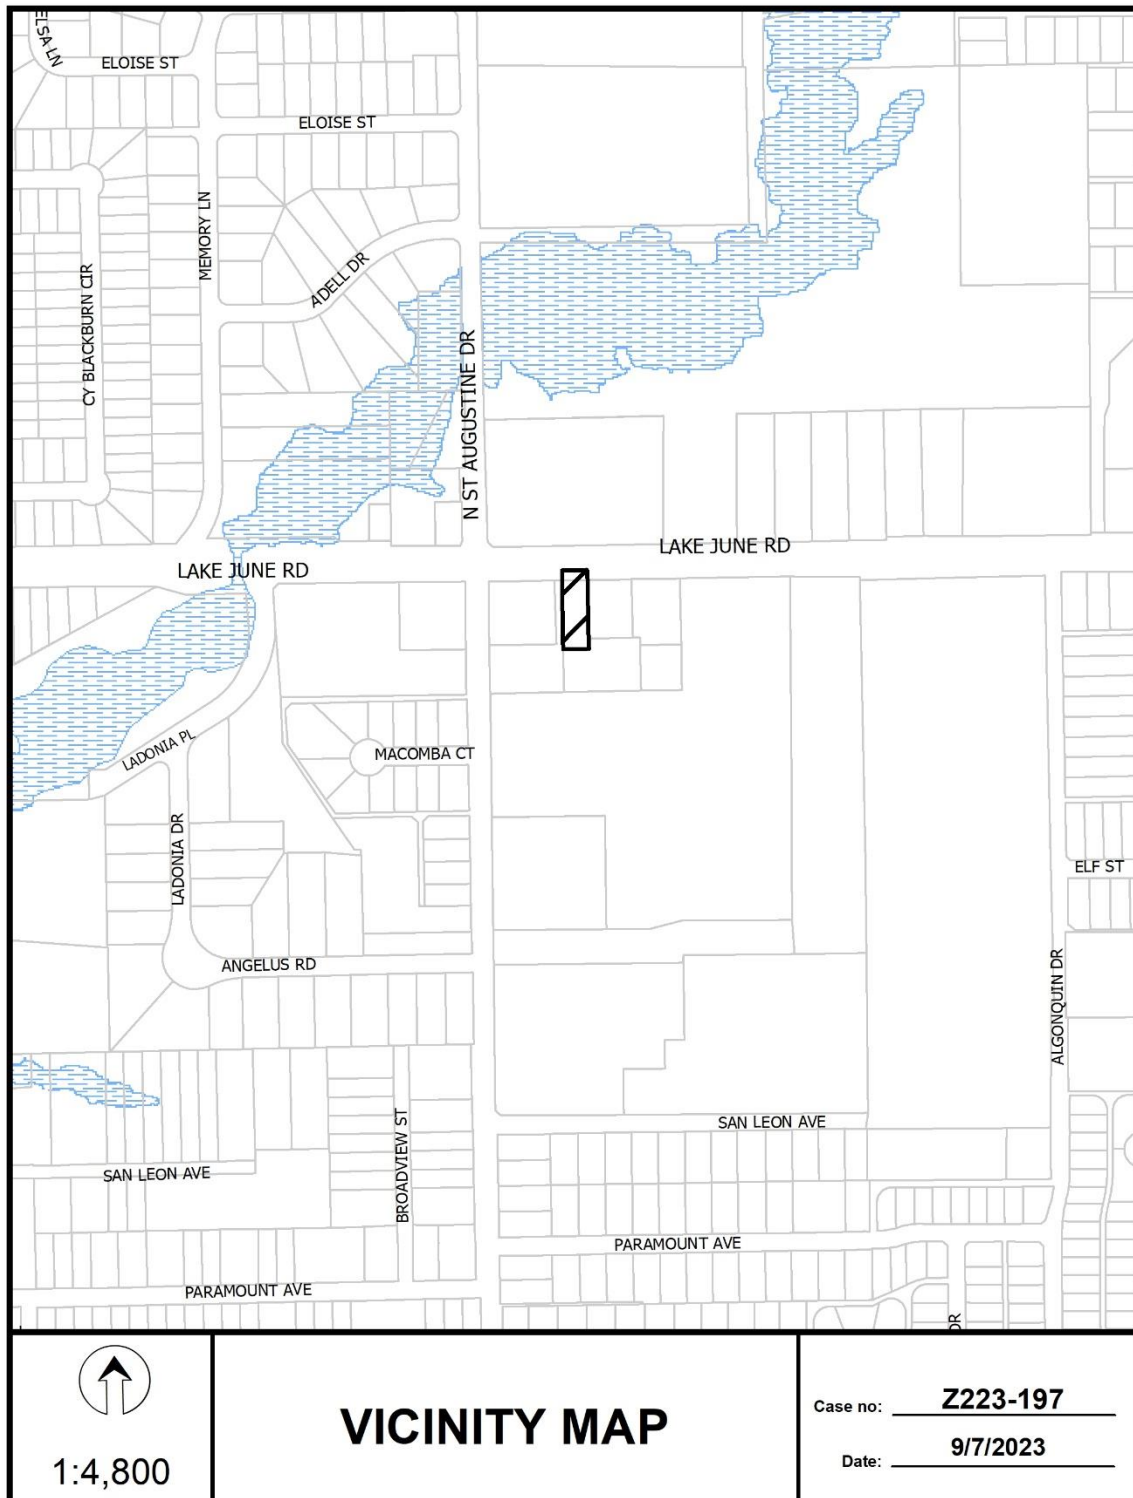 ELSA LN
ELOISE ST
ELOISE ST
MEMORY LN
ADELL DR
CY BLACKBURN CIR
N ST AUGUSTINE DR
LAKE JUNE RD
LAKE JUNE RD
LADONIA PL
MACOMBA CT
LADONIA DR
ELF ST
ANGELUS RD
ALGONQUIN DR
SAN LEON AVE
BROADVIEW ST
SAN LEON AVE
PARAMOUNT AVE
PARAMOUNT AVE
DR
1:4,800
VICINITY MAP
Case no: Z223-197
Date: 9/7/2023